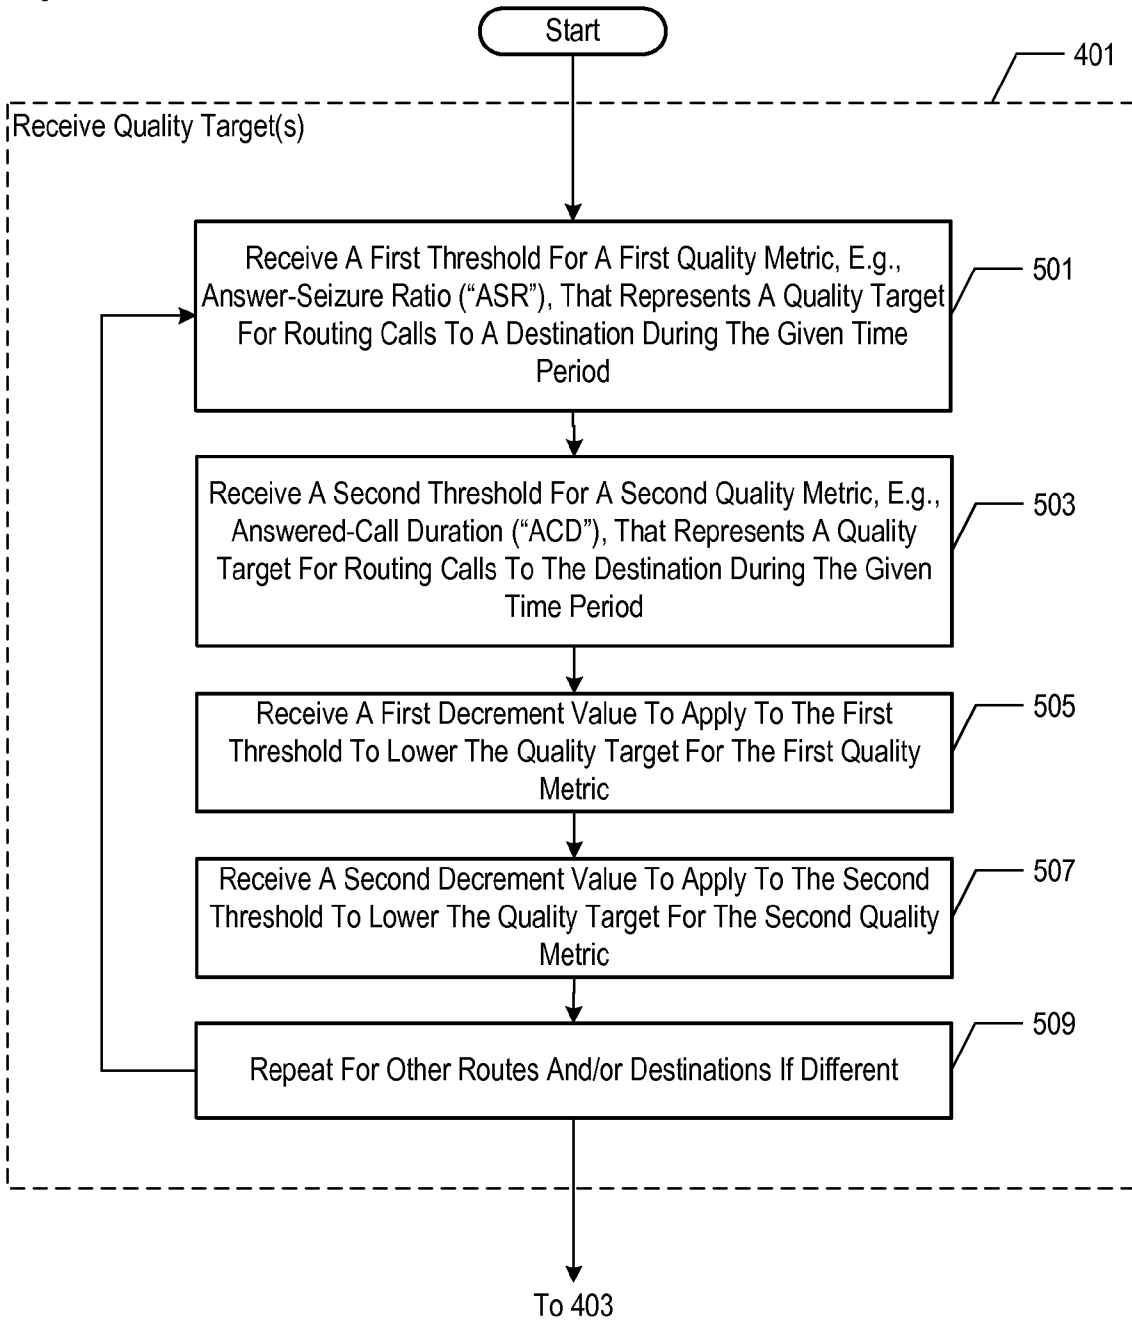 Start
401
Receive Quality Target(s)
Receive A First Threshold For A First Quality Metric, E.g.,
Answer-Seizure Ratio (“ASR”), That Represents A Quality Target
For Routing Calls To A Destination During The Given Time
Period
501
Receive A Second Threshold For A Second Quality Metric, E.g.,
Answered-Call Duration (“ACD”), That Represents A Quality
Target For Routing Calls To The Destination During The Given
Time Period
503
Receive A First Decrement Value To Apply To The First
Threshold To Lower The Quality Target For The First Quality
Metric
505
Receive A Second Decrement Value To Apply To The Second
Threshold To Lower The Quality Target For The Second Quality
Metric
507
Repeat For Other Routes And/or Destinations If Different
509
To 403